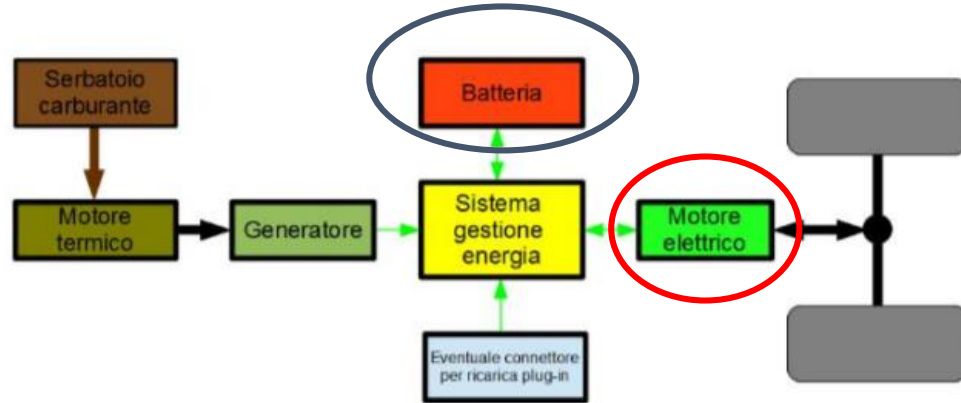 Serbatoio
carburante
Batteria
Motore
termico
Generatore
Sistema
gestione
energia
Motore
elettrico
Eventuale connettore
per ricarica plug-in